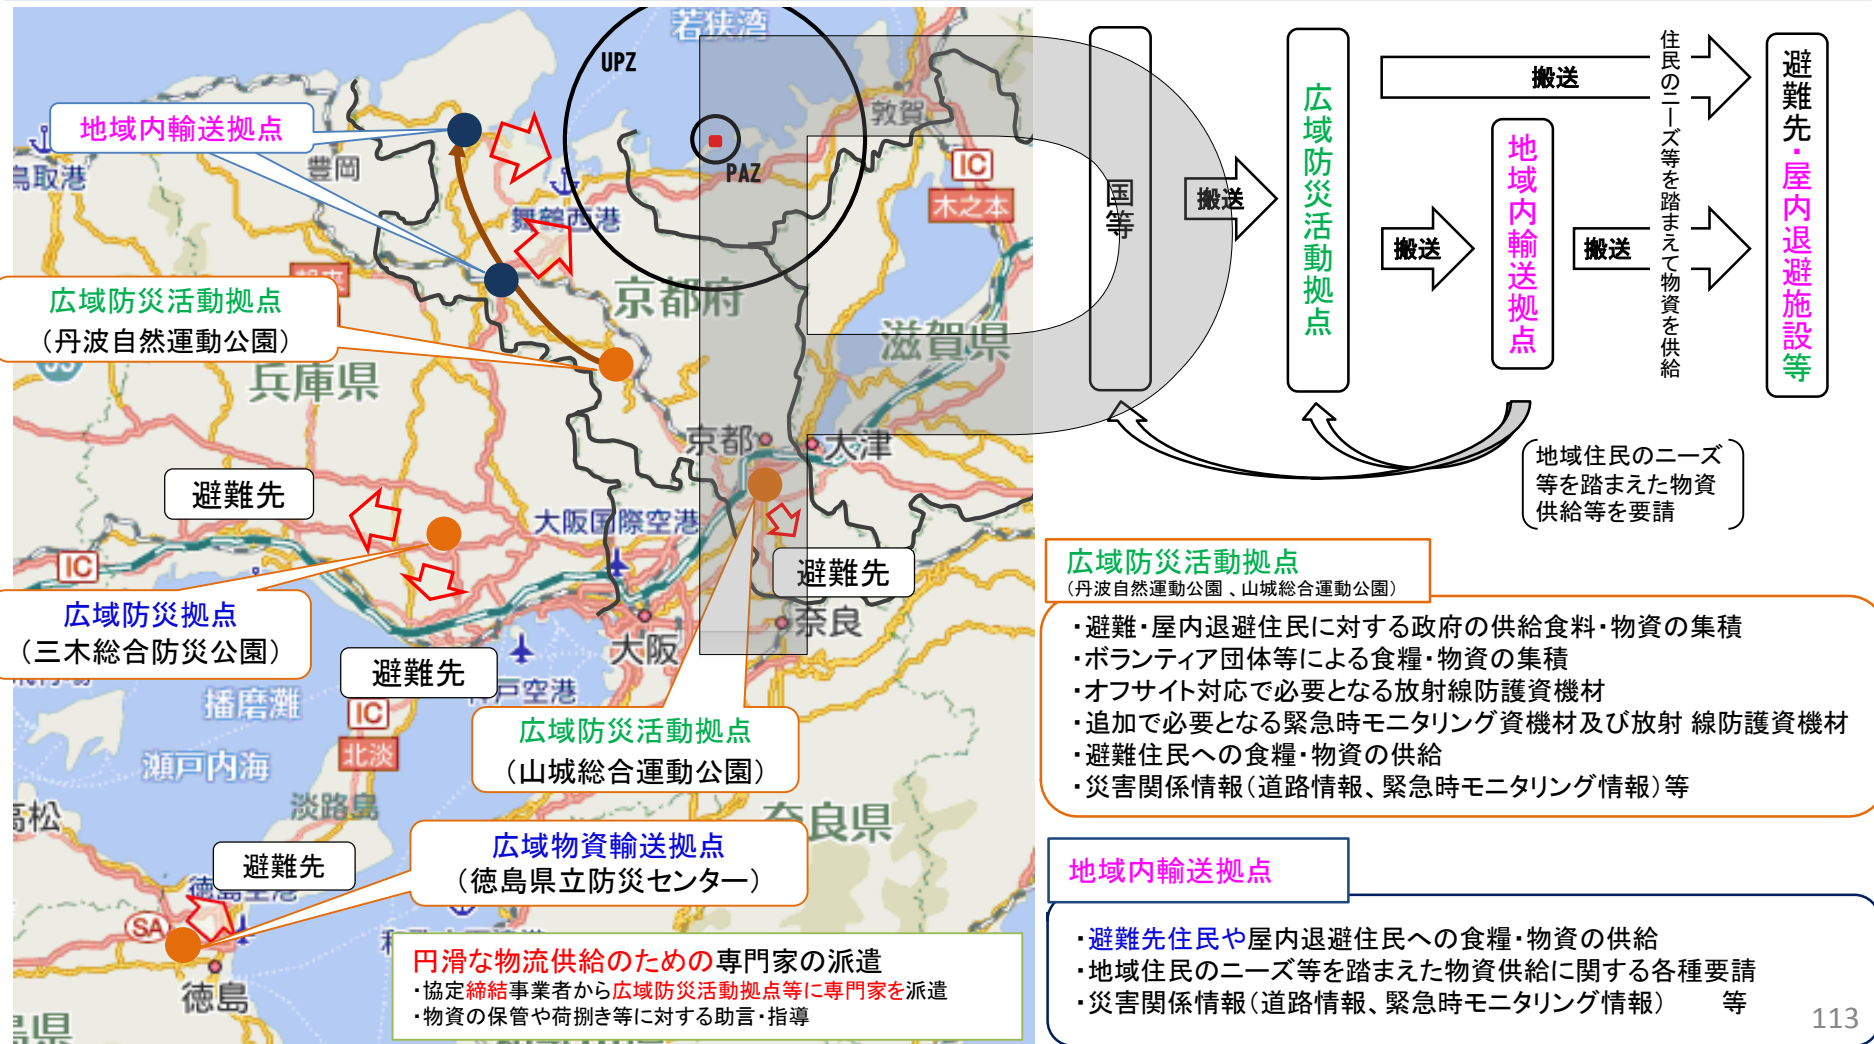 若狭湾
UPZ
PAZ
敦賀
地域内輸送拠点
鳥取港
豊岡
舞鶴西港
IC
木之本
京都府
滋賀県
広域防災活動拠点
（丹波自然運動公園）
兵庫県
京都
大津
避難先
大阪国際空港
避難先
IC
広域防災拠点
（三木総合防災公園）
大阪
奈良
避難先
神戸空港
播磨灘
IC
北淡
瀬戸内海
広域防災活動拠点
（山城総合運動公園）
淡路島
高松
奈良県
広域物資輸送拠点
（徳島県立防災センター）
避難先
徳島空港
SA
徳島
円滑な物流供給のための専門家の派遣
・協定締結事業者から広域防災活動拠点等に専門家を派遣
・物資の保管や荷捌き等に対する助言・指導
国等
搬送
広域防災活動拠点
搬送
搬送
地域内輸送拠点
搬送
住民のニーズ等を踏まえて物資を供給
避難先・屋内退避施設等
地域住民のニーズ
等を踏まえた物資
供給等を要請
広域防災活動拠点
（丹波自然運動公園、山城総合運動公園）
・避難・屋内退避住民に対する政府の供給食料・物資の集積
・ボランティア団体等による食糧・物資の集積
・オフサイト対応で必要となる放射線防護資機材
・追加で必要となる緊急時モニタリング資機材及び放射 線防護資機材
・避難住民への食糧・物資の供給
・災害関係情報（道路情報、緊急時モニタリング情報）等
地域内輸送拠点
・避難先住民や屋内退避住民への食糧・物資の供給
・地域住民のニーズ等を踏まえた物資供給に関する各種要請
・災害関係情報（道路情報、緊急時モニタリング情報）　等
113